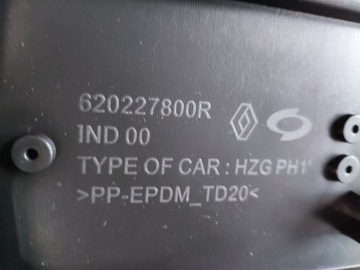 620227800R
IND 00
TYPE OF CAR : HZG PH1
>PP-EPDM_TD20<